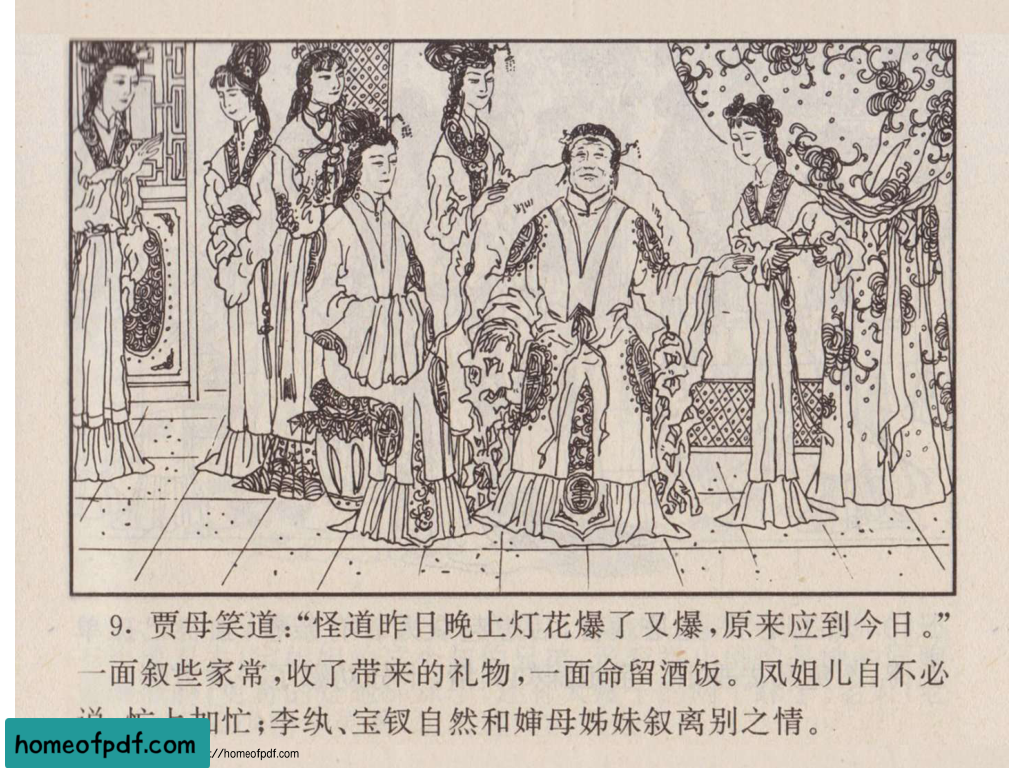 9. 贾母笑道:“怪道昨日晚上灯花爆了又爆,原来应到今日。”
一面叙些家常,收了带来的礼物,一面命留酒饭。凤姐儿自不必
说,忙上加忙;李纨、宝钗自然和婶母姊妹叙离别之情。
homeofpdf.com
://homeofpdf.com